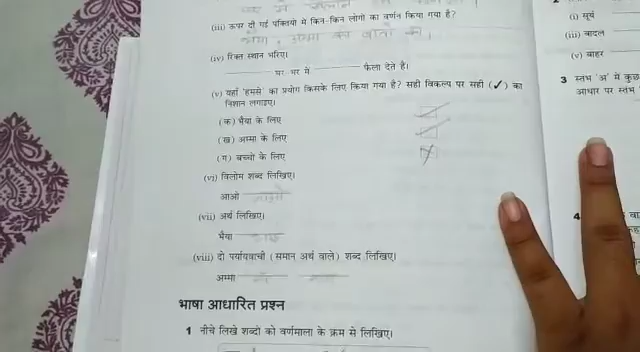 (iii) ऊपर दी गई पंक्तियों में किन-किन लोगों का वर्णन किया गया है?
(iv) रिक्त स्थान भरिए।
घर घर में फैला देते है।
(v) यहाँ 'हमसे' का प्रयोग किसके लिए किया गया है? सही विकल्प पर सही (✓) का
निशान लगाइए।
(क) भैया के लिए
(ख) अम्मा के लिए
(ग) बच्चों के लिए
(vi) विलोम शब्द लिखिए।
आओ
(vii) अर्थ लिखिए।
भैया
(viii) दो पर्यायवाची (समान अर्थ वाले) शब्द लिखिए।
अम्मा
भाषा आधारित प्रश्न
1 नीचे लिखे शब्दों को वर्णमाला के क्रम से लिखिए।
(i) सूर्य
(iii) बादल
(v) बाहर
3 स्तंभ 'अ' में कुछ
आधार पर स्तंभ
4